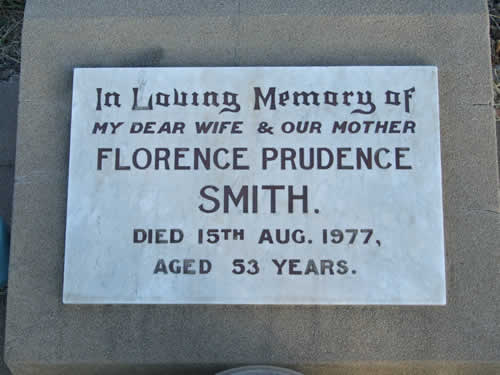 In Loving Memory of
MY DEAR WIFE & OUR MOTHER
FLORENCE PRUDENCE
SMITH.
DIED 15TH AUG. 1977,
AGED 53 YEARS.